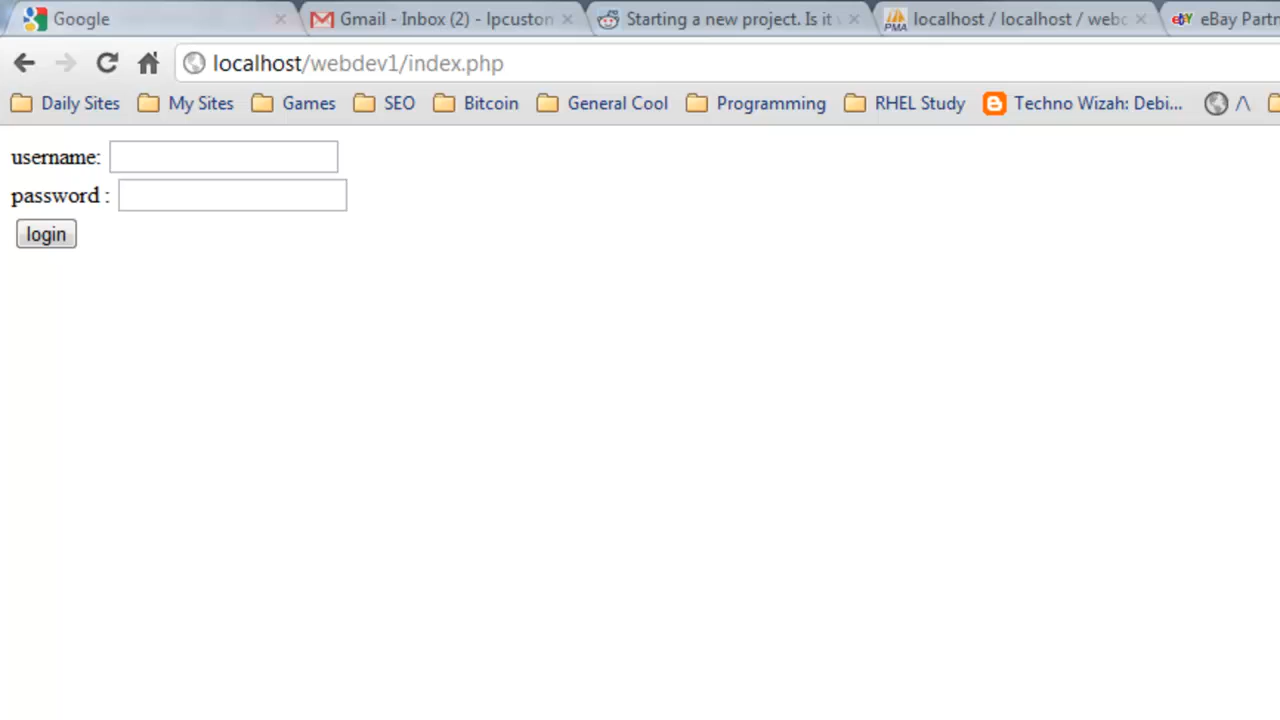 Google
Gmail - Inbox (2) - lpcuston
Starting a new project. Is it
localhost / localhost / webc
eBay Partn
localhost/webdev1/index.php
Daily Sites
My Sites
Games
SEO
Bitcoin
General Cool
Programming
RHEL Study
Techno Wizah: Debi...
/\
username:
password :
login